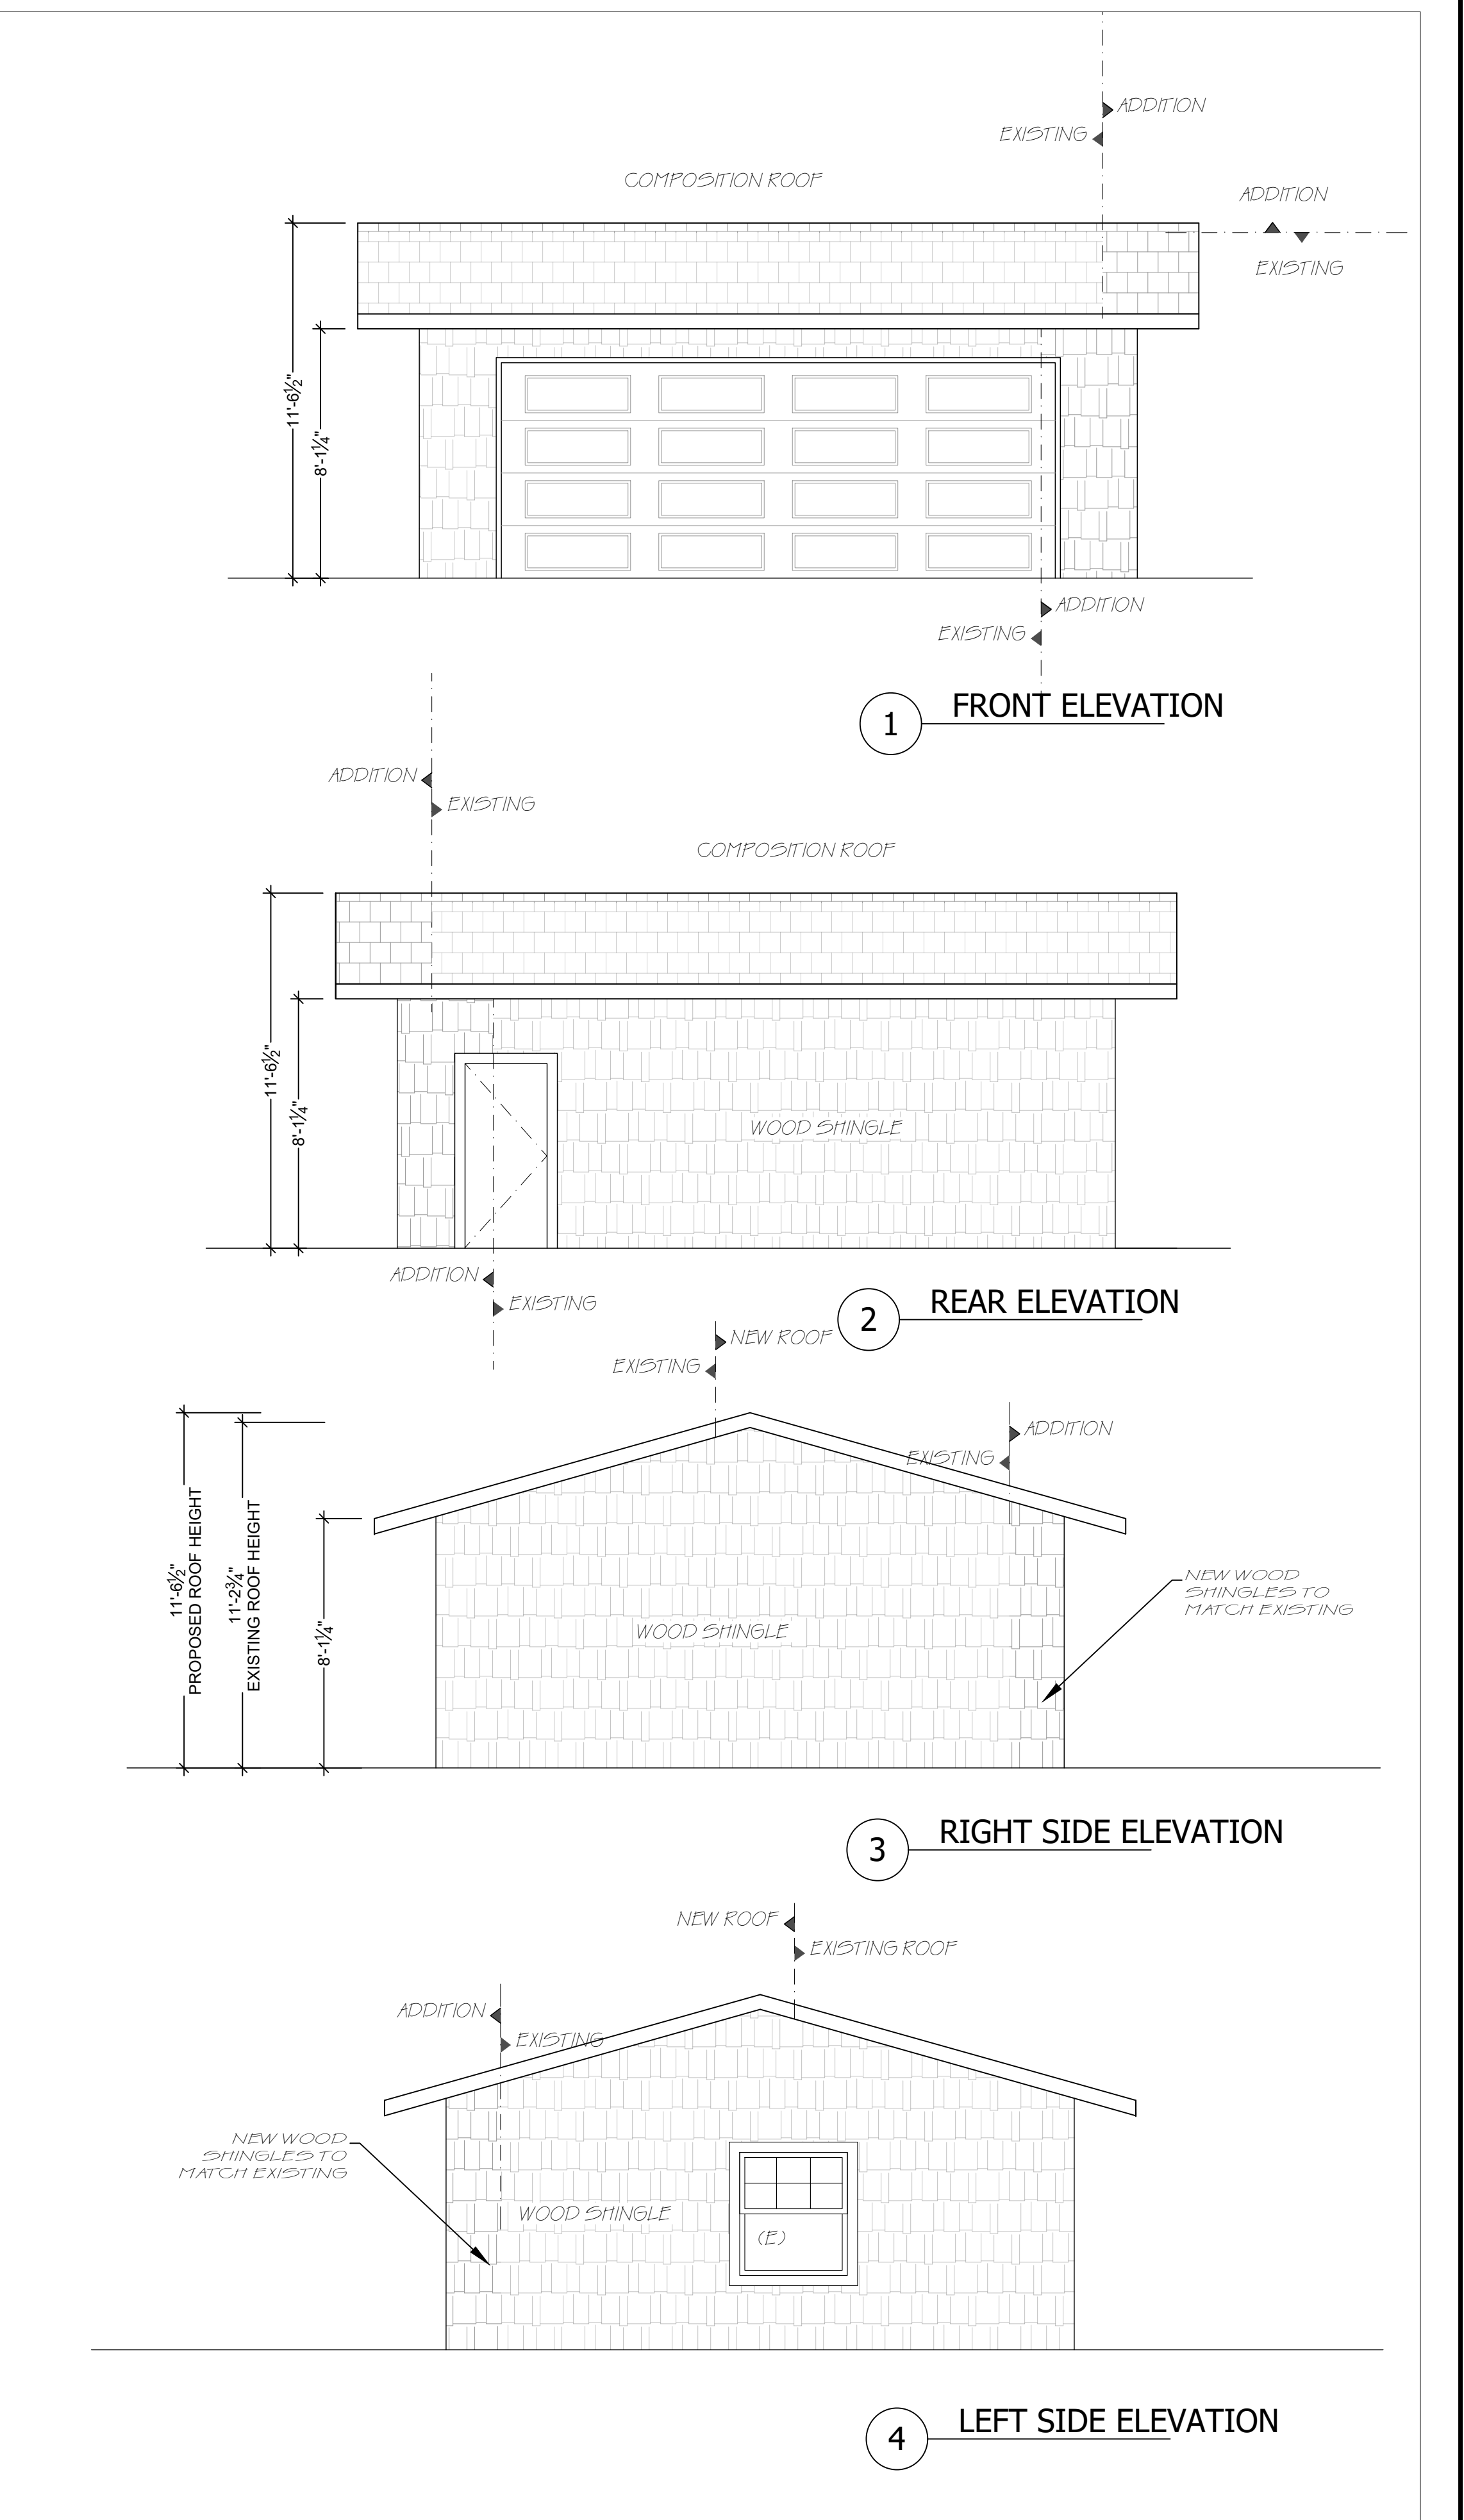 ADDITION
EXISTING
COMPOSITION ROOF
ADDITION
EXISTING
11'-6½"
8'-1¼"
ADDITION
EXISTING
1 FRONT ELEVATION
ADDITION
EXISTING
COMPOSITION ROOF
11'-6½"
8'-1¼"
WOOD SHINGLE
ADDITION
EXISTING
2 REAR ELEVATION
NEW ROOF
EXISTING
ADDITION
EXISTING
11'-6½"
PROPOSED ROOF HEIGHT
11'-2¾"
EXISTING ROOF HEIGHT
8'-1¼"
WOOD SHINGLE
NEW WOOD
SHINGLES TO
MATCH EXISTING
3 RIGHT SIDE ELEVATION
NEW ROOF
EXISTING ROOF
ADDITION
EXISTING
NEW WOOD
SHINGLES TO
MATCH EXISTING
WOOD SHINGLE
(E)
4 LEFT SIDE ELEVATION